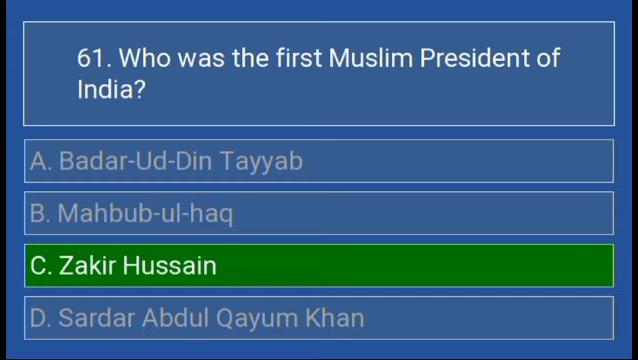 61. Who was the first Muslim President of
India?
A. Badar-Ud-Din Tayyab
B. Mahbub-ul-haq
C. Zakir Hussain
D. Sardar Abdul Qayum Khan